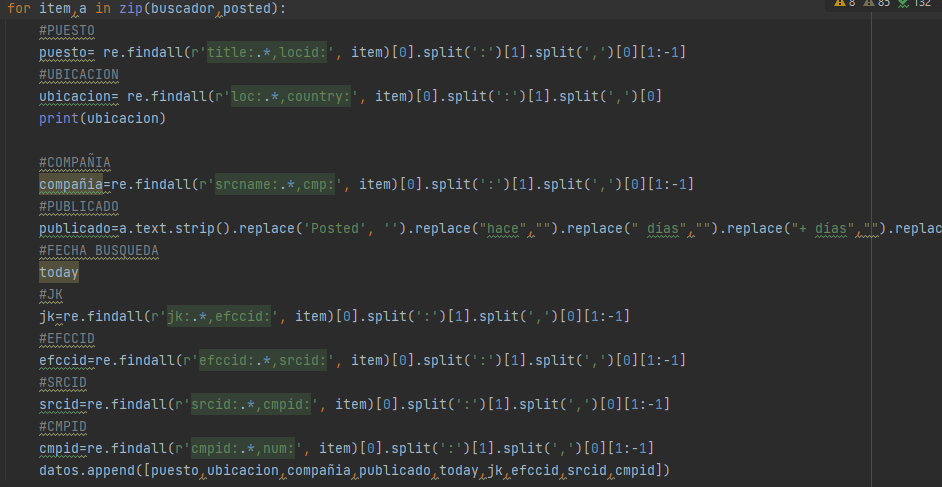 8 85 132
for item,a in zip(buscador,posted):
#PUESTO
puesto= re.findall(r'title:.*,locid:', item)[0].split(':')[1].split(',')[0][1:-1]
#UBICACION
ubicacion= re.findall(r'loc:.*,country:', item)[0].split(':')[1].split(',')[0]
print(ubicacion)
#COMPAÑIA
compañia=re.findall(r'srcname:.*,cmp:', item)[0].split(':')[1].split(',')[0][1:-1]
#PUBLICADO
publicado=a.text.strip().replace('Posted', '').replace("hace","").replace(" dias","").replace("+ dias","").replac
#FECHA BUSQUEDA
today
#JK
jk=re.findall(r'jk:.*,efccid:', item)[0].split(':')[1].split(',')[0][1:-1]
#EFCCID
efccid=re.findall(r'efccid:.*,srcid:', item)[0].split(':')[1].split(',')[0][1:-1]
#SRCID
srcid=re.findall(r'srcid:.*,cmpid:', item)[0].split(':')[1].split(',')[0][1:-1]
#CMPID
cmpid=re.findall(r'cmpid:.*,num:', item)[0].split(':')[1].split(',')[0][1:-1]
datos.append([puesto,ubicacion,compañia,publicado,today,jk,efccid,srcid,cmpid])